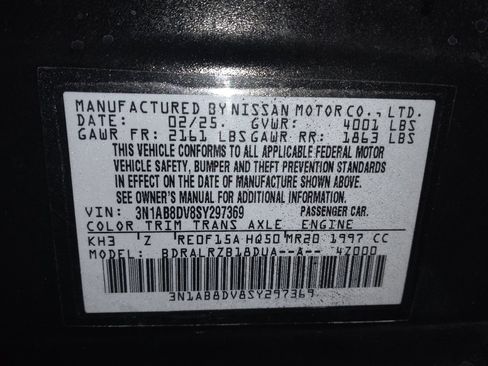 MANUFACTURED BY NISSAN MOTOR CO., LTD.
DATE: 02/25. GVWR: 4001 LBS
GAWR FR: 2161 LBS GAWR RR: 1863 LBS
THIS VEHICLE CONFORMS TO ALL APPLICABLE FEDERAL MOTOR
VEHICLE SAFETY, BUMPER AND THEFT PREVENTION STANDARDS
IN EFFECT ON THE DATE OF MANUFACTURE SHOWN ABOVE.
SEE OWNER'S MANUAL FOR ADDITIONAL INFORMATION.
VIN: 3N1AB8DV8SY297369 PASSENGER CAR.
COLOR TRIM TRANS AXLE ENGINE
KH3 Z RE0F15A HQ50 MR20 1997 CC
MODEL: BDRALRZB18DUA--A-- 4Z000
3N1AB8DV8SY297369